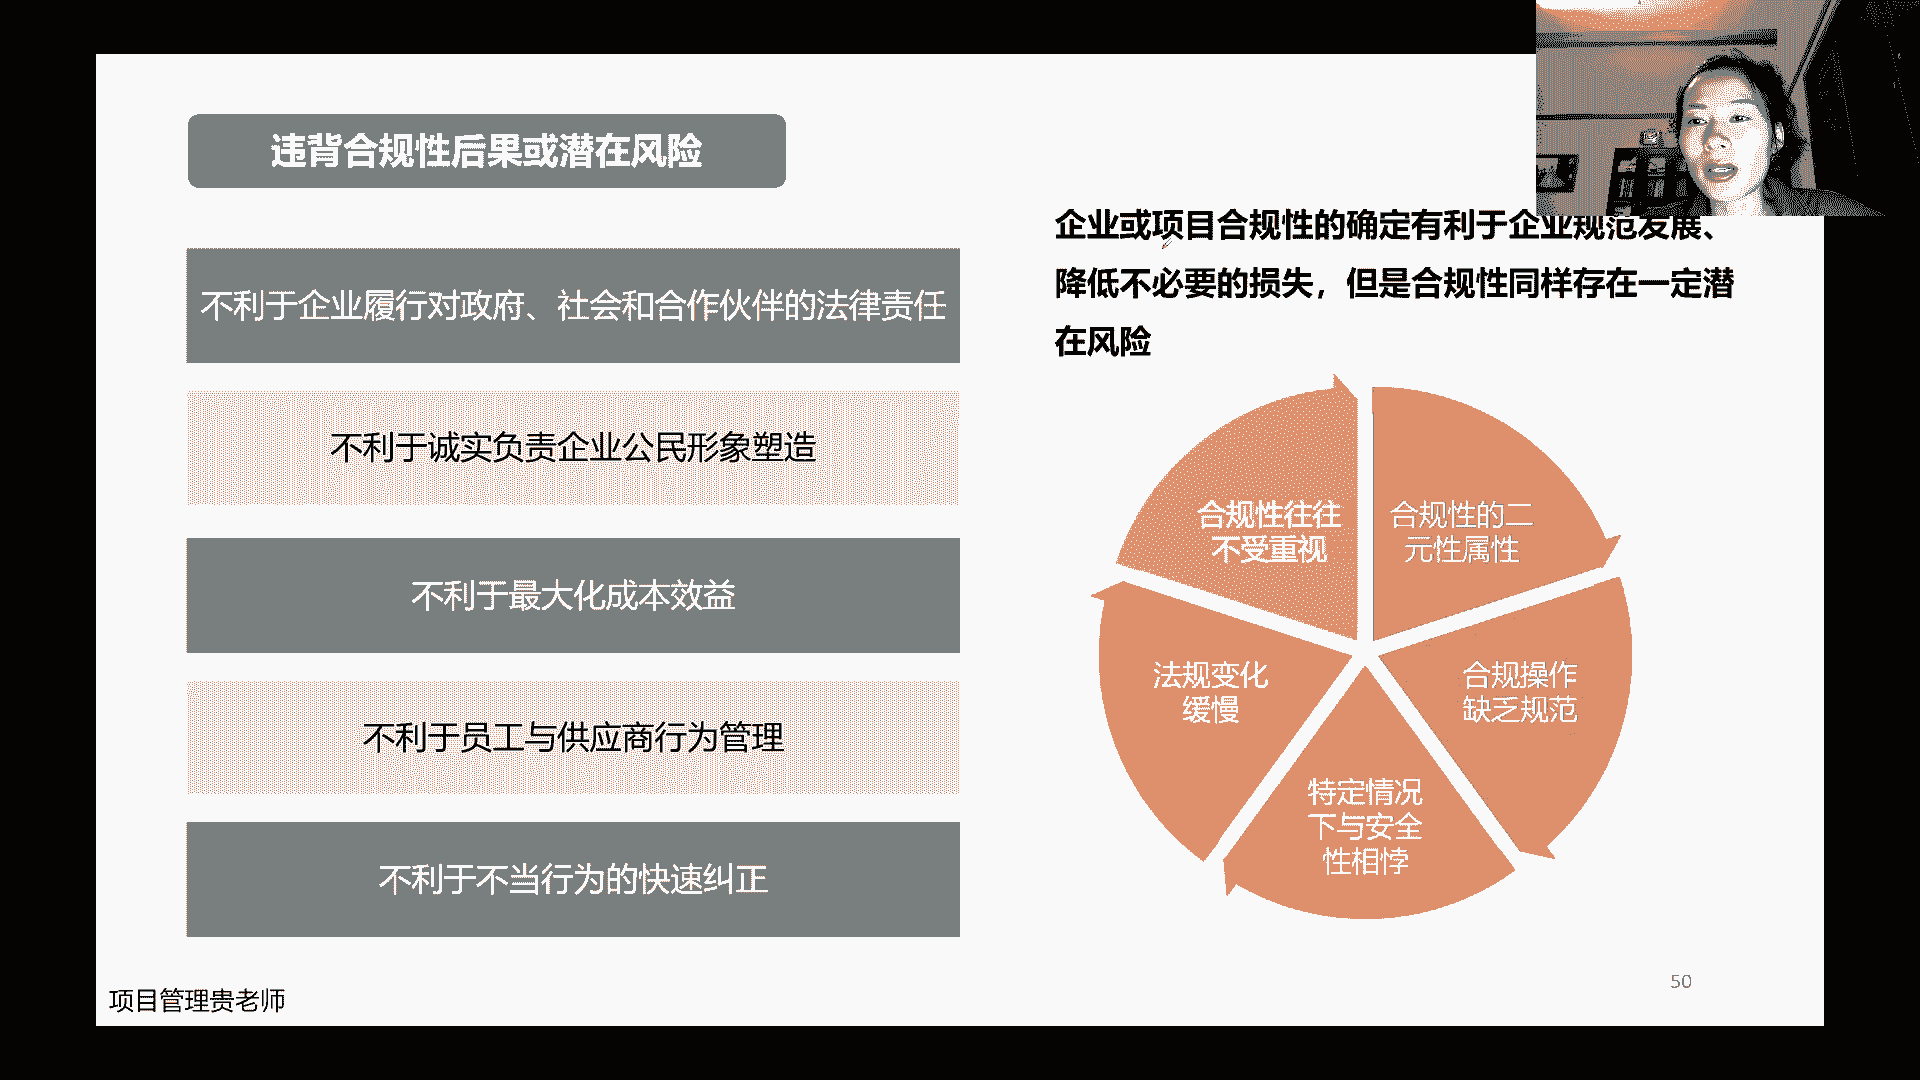 违背合规性后果或潜在风险
不利于企业履行对政府、社会和合作伙伴的法律责任
不利于诚实负责企业公民形象塑造
不利于最大化成本效益
不利于员工与供应商行为管理
不利于不当行为的快速纠正
企业或项目合规性的确定有利于企业规范发展、
降低不必要的损失，但是合规性同样存在一定潜
在风险
合规性往往
不受重视
合规性的二
元性属性
法规变化
缓慢
合规操作
缺乏规范
特定情况
下与安全
性相悖
项目管理贵老师
50